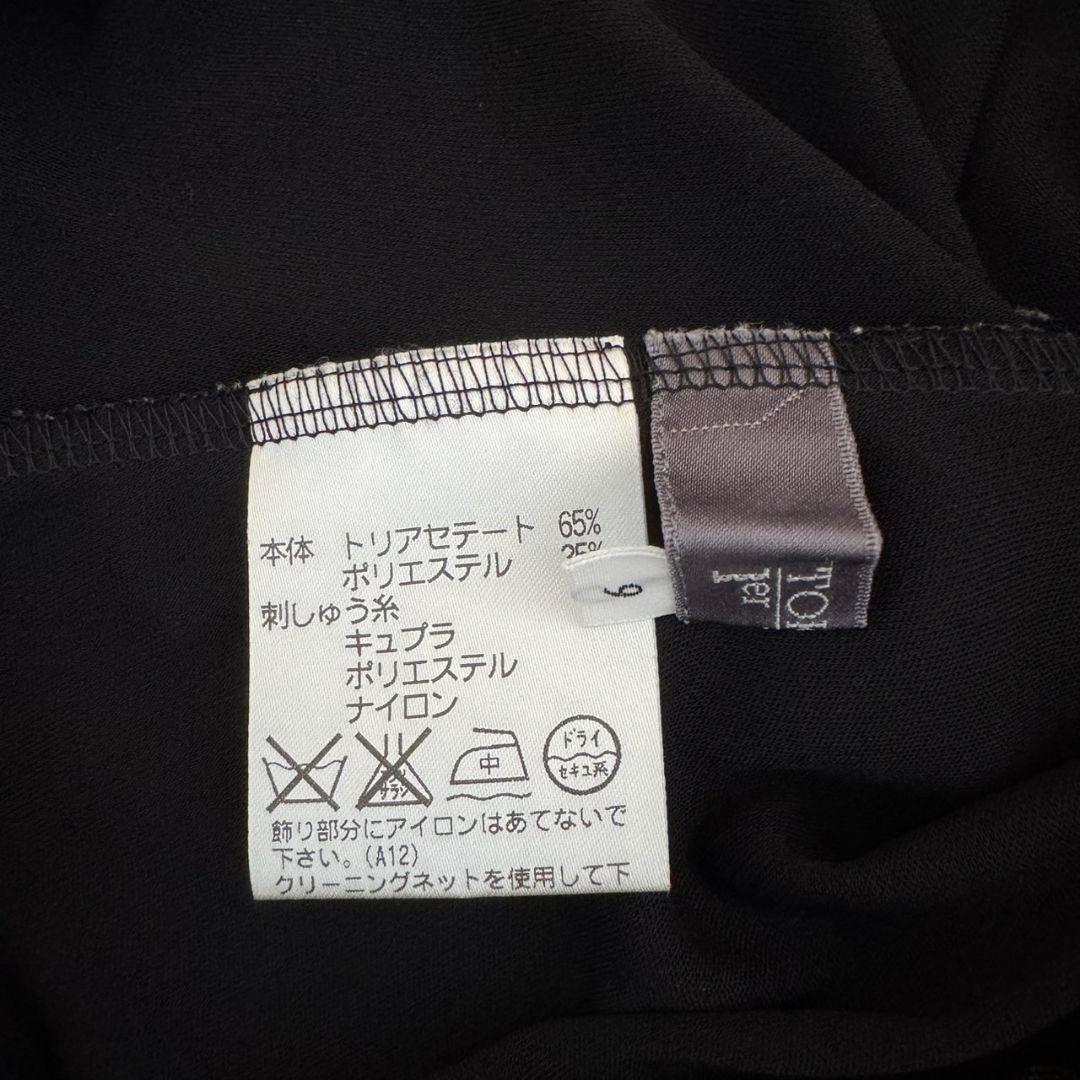 本体 トリアセテート 65%
ポリエステル 35%
刺しゅう糸
キュプラ
ポリエステル
ナイロン
中
ドライ
セキユ系
飾り部分にアイロンはあてないで
下さい。(A12)
クリーニングネットを使用して下
9
per